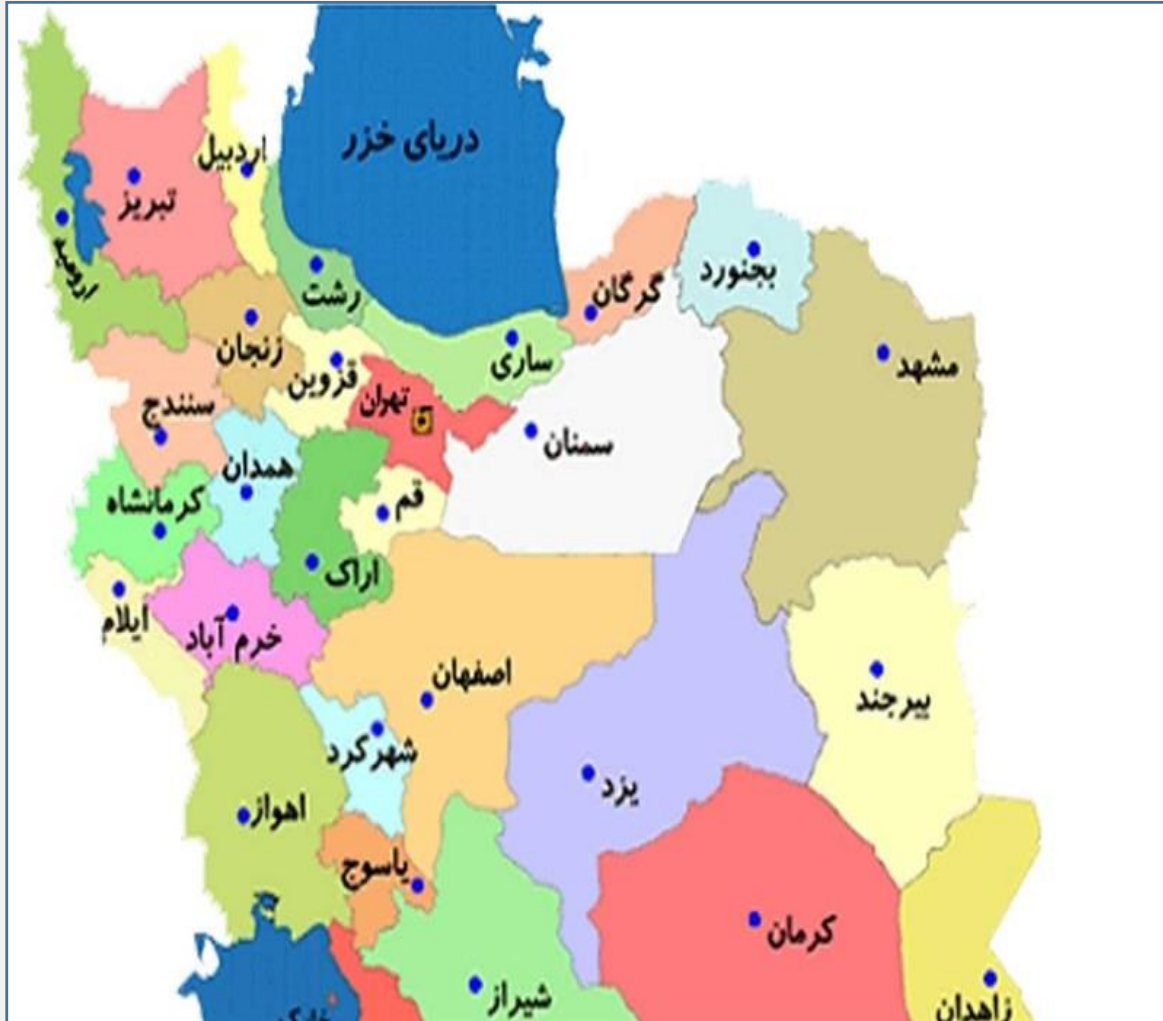 دریای خزر
اردبیل
تبریز
ارومیه
رشت
گرگان
بجنورد
زنجان
ساری
مشهد
قزوین
تهران
سنندج
سمنان
همدان
کرمانشاه
قم
اراک
ایلام
خرم آباد
اصفهان
بیرجند
شهرکرد
یزد
اهواز
یاسوج
کرمان
شیراز
زاهدان